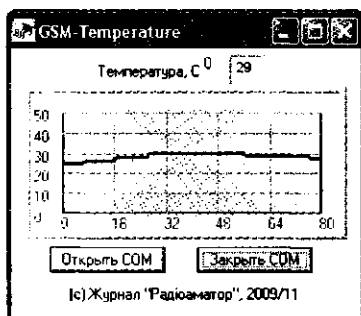 GSM-Temperature
Температура, С 0 29
50
40
30
20
10
0 16 32 48 64 80
Открыть COM Закрыть COM
(c) Журнал "Радіоаматор", 2009/11